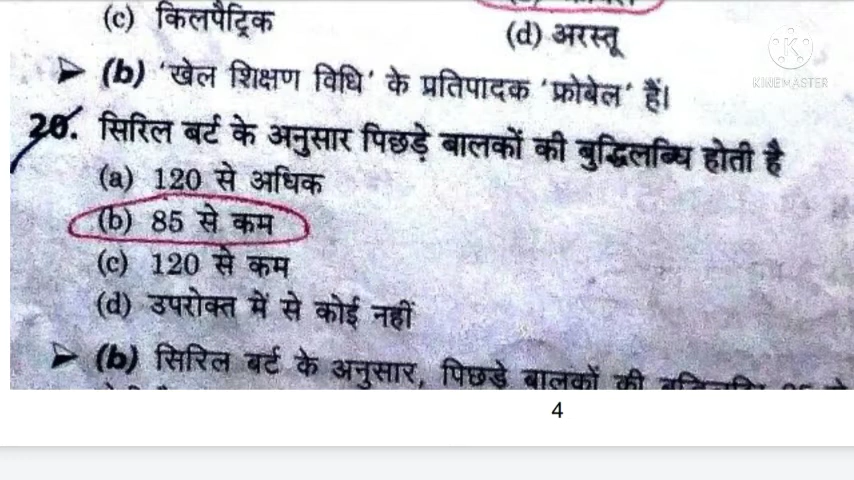 (c) किलपैट्रिक
(d) अरस्तू
KINEMASTER
➤ (b) 'खेल शिक्षण विधि' के प्रतिपादक 'फ्रोबेल' हैं।
20. सिरिल बर्ट के अनुसार पिछड़े बालकों की बुद्धिलब्धि होती है
(a) 120 से अधिक
(b) 85 से कम
(c) 120 से कम
(d) उपरोक्त में से कोई नहीं
➤ (b) सिरिल बर्ट के अनुसार, पिछड़े बालकों की
4